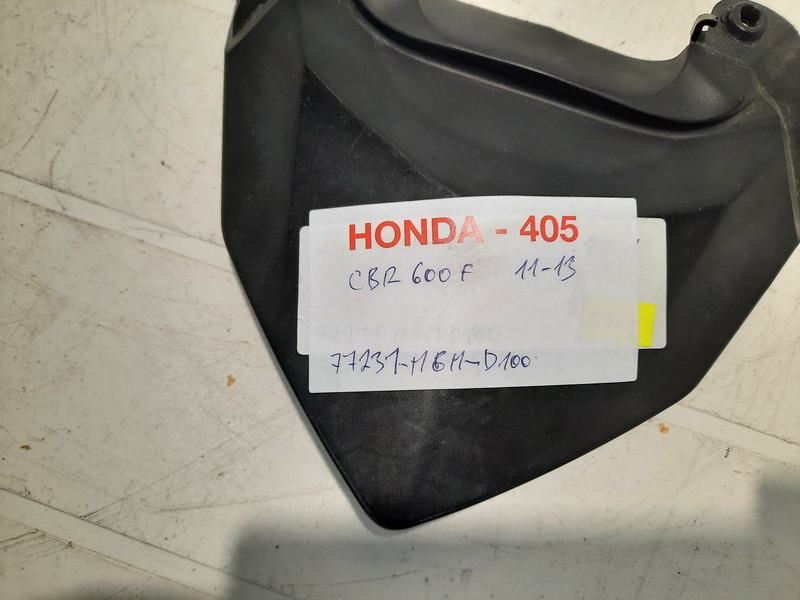 HONDA - 405
CBR 600 F 11-13
77231-MGM-D100